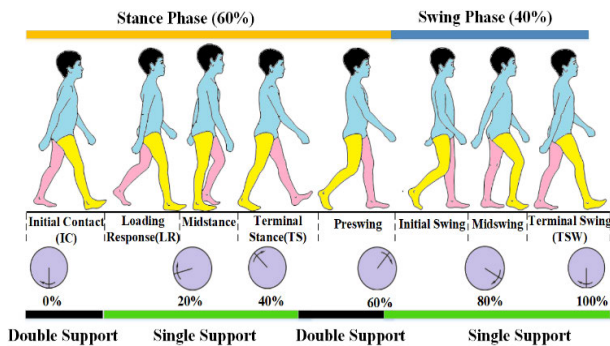 Stance Phase (60%) Swing Phase (40%)
Initial Contact (IC)
Loading Response(LR)
Midstance
Terminal Stance(TS)
Preswing
Initial Swing
Midswing
Terminal Swing (TSW)
0% 20% 40% 60% 80% 100%
Double Support Single Support Double Support Single Support